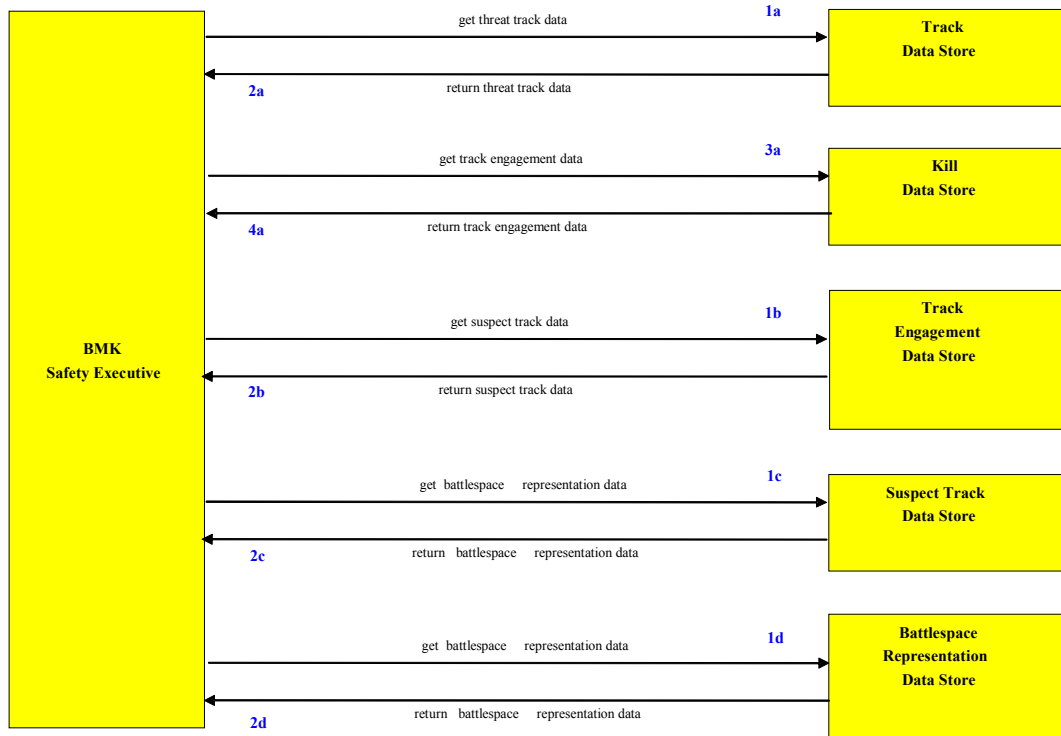 get threat track data
1a
Track
Data Store
2a
return threat track data
get track engagement data
3a
Kill
Data Store
4a
return track engagement data
BMK
Safety Executive
get suspect track data
1b
Track
Engagement
Data Store
2b
return suspect track data
get battlespace representation data
1c
Suspect Track
Data Store
2c
return battlespace representation data
get battlespace representation data
1d
Battlespace
Representation
Data Store
2d
return battlespace representation data